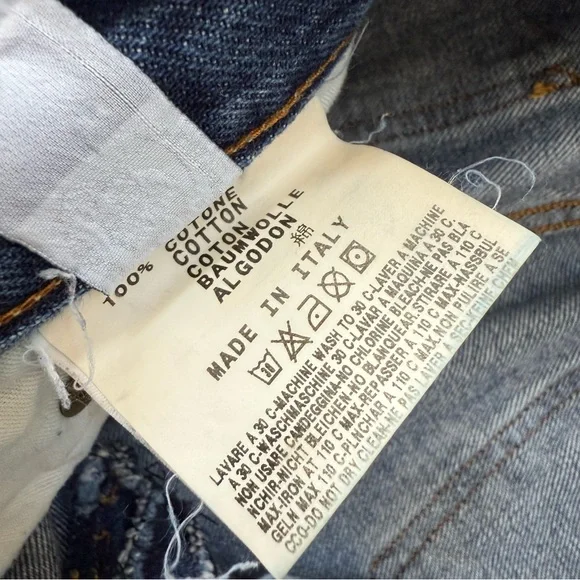 100% COTONE
COTTON
COTON
BAUMWOLLE
ALGODON
綿
MADE IN ITALY
30
LAVARE A 30 C-MACHINE WASH TO 30 C-LAVER A MACHINE
A 30 C-WASCHMASCHINE 30 C-LAVAR A MAQUINA A 30 C,
NON USARE CANDEGGINA-NO CHLORINE BLEACH-NE PAS BLA
NCHIR-NICHT BLEICHEN-NO BLANQUEAR,STIRARE A 110 C
MAX-IRON AT 110 C MAX-REPASSER A 110 C MAX-NASSBUL
GELN MAX. 110 C-PLANCHAR A 110 C MAX-NON PULIRE A SE
CCO-DO NOT DRY CLEAN-NE PAS LAVER A SEC-KEINE CHEM